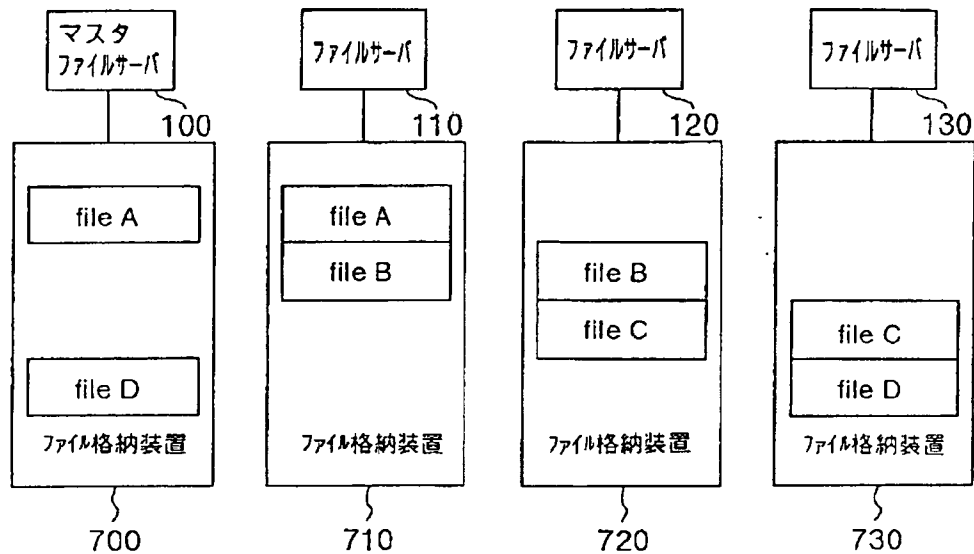 マスタ
ファイルサーバ
ファイルサーバ
ファイルサーバ
ファイルサーバ
100
110
120
130
file A
file D
ファイル格納装置
file A
file B
ファイル格納装置
file B
file C
ファイル格納装置
file C
file D
ファイル格納装置
700
710
720
730